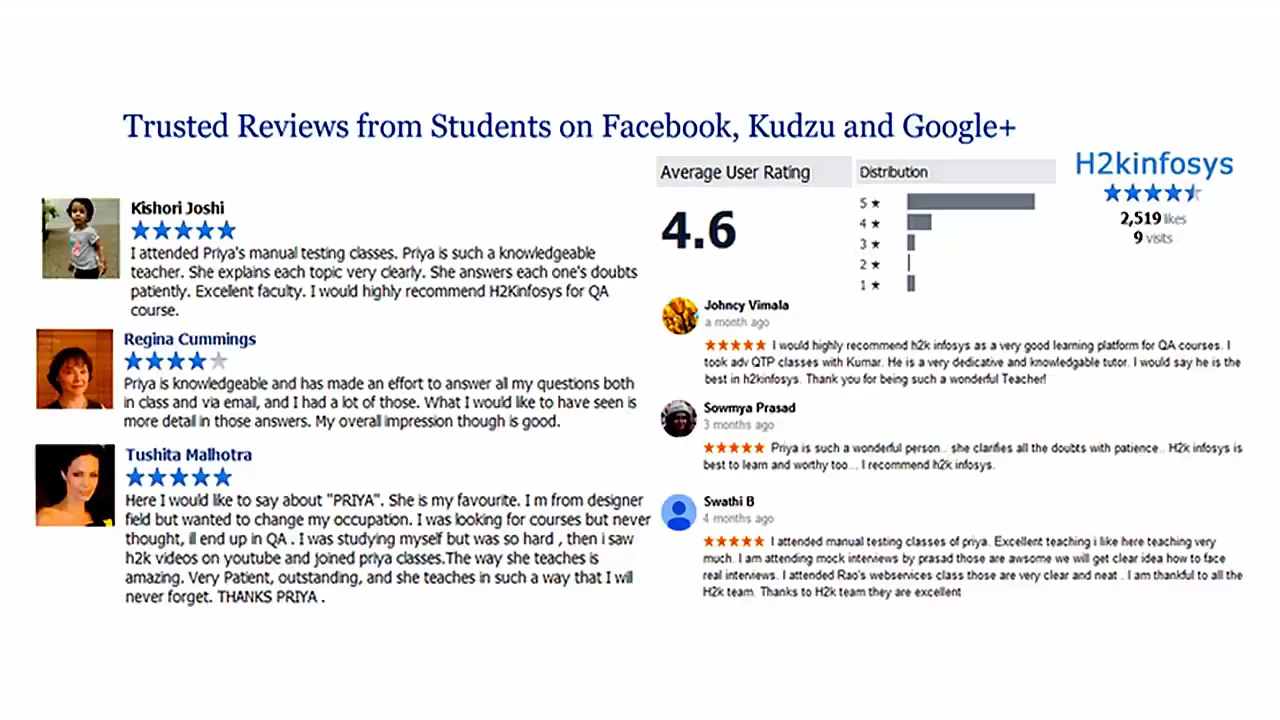 Trusted Reviews from Students on Facebook, Kudzu and Google+
Kishori Joshi
I attended Priya's manual testing classes. Priya is such a knowledgeable
teacher. She explains each topic very clearly. She answers each one's doubts
patiently. Excellent faculty. I would highly recommend H2Kinfosys for QA
course.
Regina Cummings
Priya is knowledgeable and has made an effort to answer all my questions both
in class and via email, and I had a lot of those. What I would like to have seen is
more detail in those answers. My overall impression though is good.
Tushita Malhotra
Here I would like to say about "PRIYA". She is my favourite. I m from designer
field but wanted to change my occupation. I was looking for courses but never
thought, ill end up in QA . I was studying myself but was so hard , then i saw
h2k videos on youtube and joined priya classes.The way she teaches is
amazing. Very Patient, outstanding, and she teaches in such a way that I will
never forget. THANKS PRIYA .
Average User Rating
4.6
Distribution
5 ★
4 ★
3 ★
2 ★
1 ★
H2kinfosys
2,519 likes
9 visits
Johncy Vimala
a month ago
★★★★★ I would highly recommend h2k infosys as a very good learning platform for QA courses. I
took adv QTP classes with Kumar. He is a very dedicative and knowledgable tutor. I would say he is the
best in h2kinfosys. Thank you for being such a wonderful Teacher!
Sowmya Prasad
3 months ago
★★★★★ Priya is such a wonderful person.. she clarifies all the doubts with patience.. H2k infosys is
best to learn and worthy too... I recommend h2k infosys.
Swathi B
4 months ago
★★★★★ I attended manual testing classes of priya. Excellent teaching i like here teaching very
much. I am attending mock interviews by prasad those are awsome we will get clear idea how to face
real interviews. I attended Rao's webservices class those are very clear and neat . I am thankful to all the
H2k team. Thanks to H2k team they are excellent